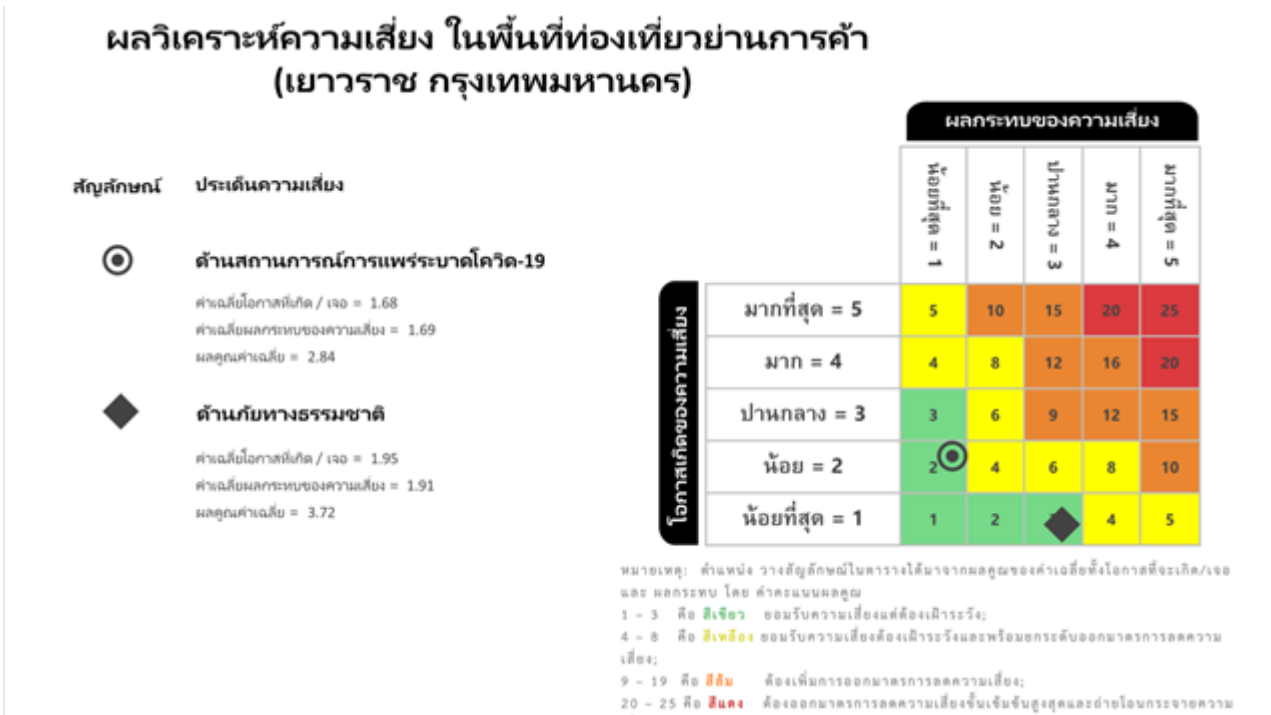 ผลวิเคราะห์ความเสี่ยง ในพื้นที่ท่องเที่ยวย่านการค้า
(เยาวราช กรุงเทพมหานคร)
สัญลักษณ์ ประเด็นความเสี่ยง
ด้านสถานการณ์การแพร่ระบาดโควิด-19
ค่าเฉลี่ยโอกาสที่เกิด / เจอ = 1.68
ค่าเฉลี่ยผลกระทบของความเสี่ยง = 1.69
ผลคูณค่าเฉลี่ย = 2.84
ด้านภัยทางธรรมชาติ
ค่าเฉลี่ยโอกาสที่เกิด / เจอ = 1.95
ค่าเฉลี่ยผลกระทบของความเสี่ยง = 1.91
ผลคูณค่าเฉลี่ย = 3.72
ผลกระทบของความเสี่ยง
น้อยที่สุด = 1
น้อย = 2
ปานกลาง = 3
มาก = 4
มากที่สุด = 5
โอกาสเกิดของความเสี่ยง
มากที่สุด = 5 5 10 15 20 25
มาก = 4 4 8 12 16 20
ปานกลาง = 3 3 6 9 12 15
น้อย = 2 2 4 6 8 10
น้อยที่สุด = 1 1 2 4 5
หมายเหตุ: ตำแหน่ง วางสัญลักษณ์ในตารางได้มาจากผลคูณของค่าเฉลี่ยทั้งโอกาสที่จะเกิด/เจอ
และ ผลกระทบ โดย ค่าคะแนนผลคูณ
1 - 3 คือ สีเขียว ยอมรับความเสี่ยงแต่ต้องเฝ้าระวัง;
4 - 8 คือ สีเหลือง ยอมรับความเสี่ยงต้องเฝ้าระวังและพร้อมยกระดับออกมาตรการลดความ
เสี่ยง;
9 - 19 คือ สีส้ม ต้องเพิ่มการออกมาตรการลดความเสี่ยง;
20 - 25 คือ สีแดง ต้องออกมาตรการลดความเสี่ยงขั้นเข้มข้นสูงสุดและถ่ายโอนกระจายความ